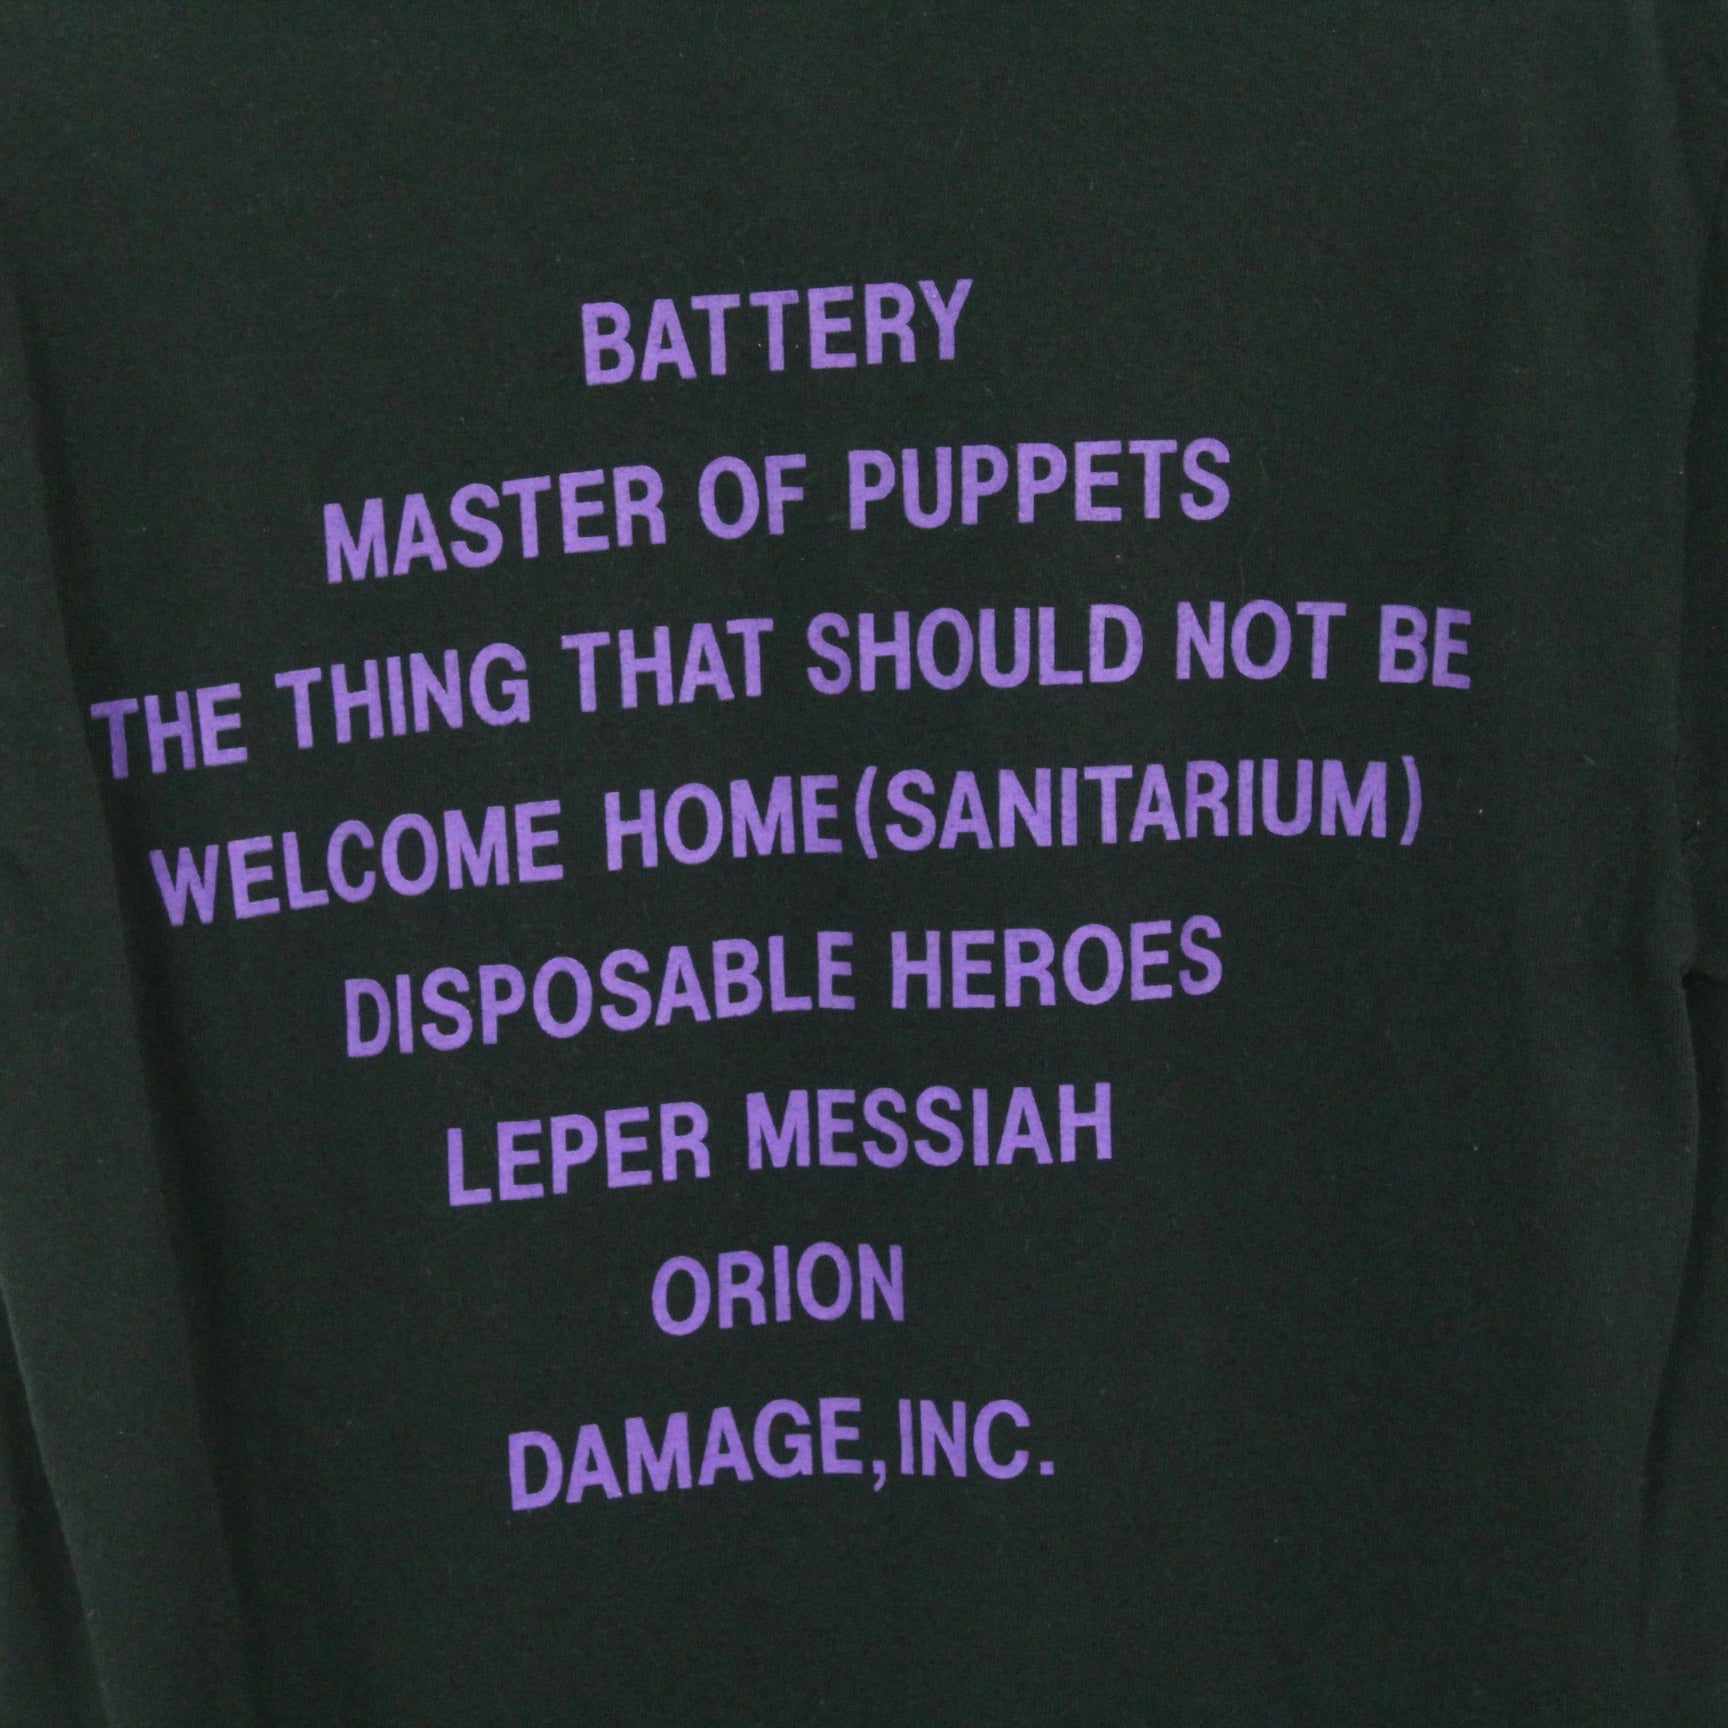 BATTERY
MASTER OF PUPPETS
THE THING THAT SHOULD NOT BE
WELCOME HOME(SANITARIUM)
DISPOSABLE HEROES
LEPER MESSIAH
ORION
DAMAGE,INC.